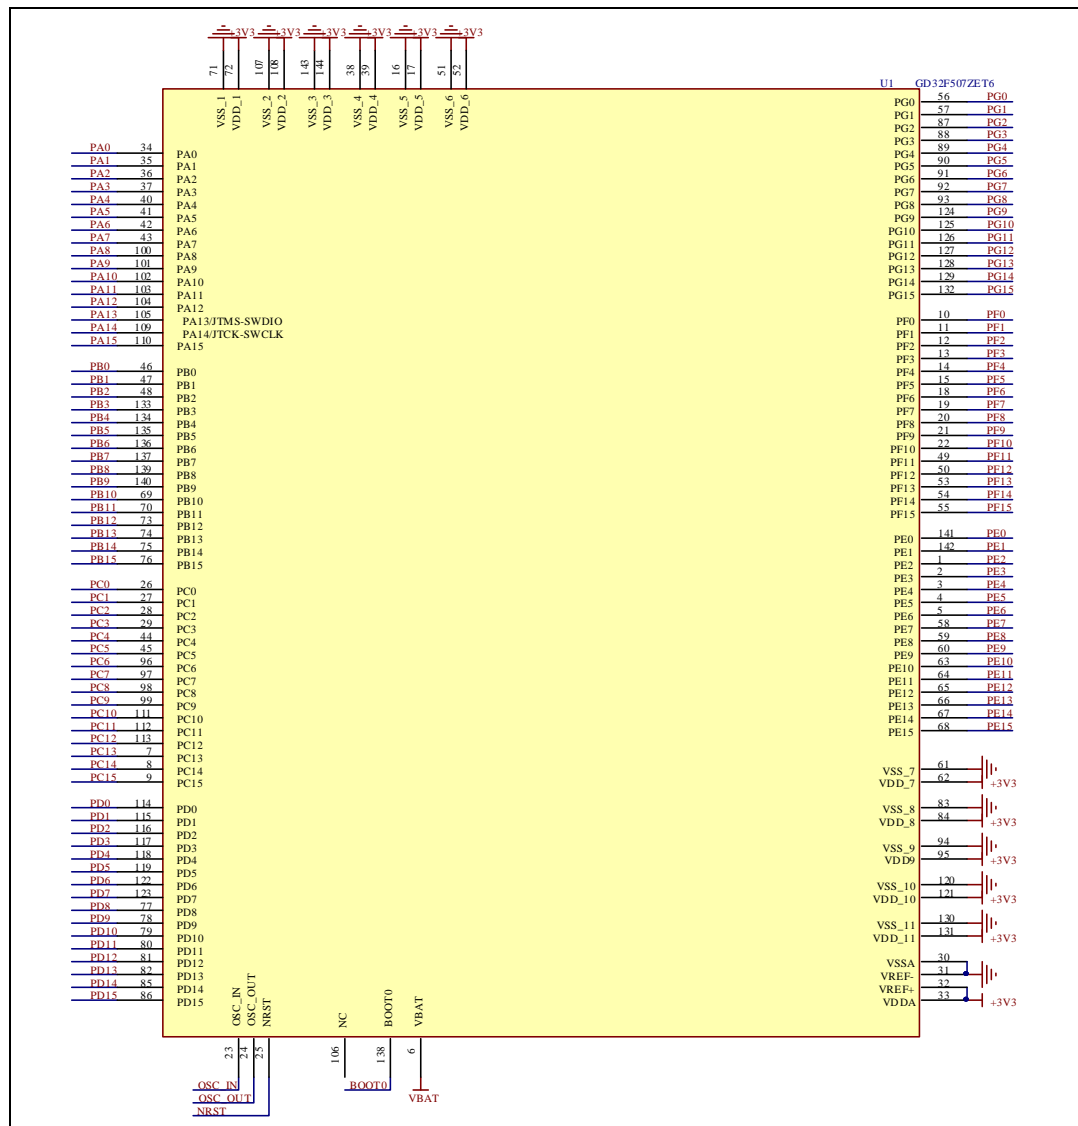 +3V3 +3V3 +3V3 +3V3 +3V3 +3V3
71 72 107 108 143 144 38 39 16 17 51 52
VSS_1 VDD_1 VSS_2 VDD_2 VSS_3 VDD_3 VSS_4 VDD_4 VSS_5 VDD_5 VSS_6 VDD_6
U1 GD32F507ZET6
PA0 34 PA0
PA1 35 PA1
PA2 36 PA2
PA3 37 PA3
PA4 40 PA4
PA5 41 PA5
PA6 42 PA6
PA7 43 PA7
PA8 100 PA8
PA9 101 PA9
PA10 102 PA10
PA11 103 PA11
PA12 104 PA12
PA13 105 PA13/JTMS-SWDIO
PA14 109 PA14/JTCK-SWCLK
PA15 110 PA15
PB0 46 PB0
PB1 47 PB1
PB2 48 PB2
PB3 133 PB3
PB4 134 PB4
PB5 135 PB5
PB6 136 PB6
PB7 137 PB7
PB8 139 PB8
PB9 140 PB9
PB10 69 PB10
PB11 70 PB11
PB12 73 PB12
PB13 74 PB13
PB14 75 PB14
PB15 76 PB15
PC0 26 PC0
PC1 27 PC1
PC2 28 PC2
PC3 29 PC3
PC4 44 PC4
PC5 45 PC5
PC6 96 PC6
PC7 97 PC7
PC8 98 PC8
PC9 99 PC9
PC10 111 PC10
PC11 112 PC11
PC12 113 PC12
PC13 7 PC13
PC14 8 PC14
PC15 9 PC15
PD0 114 PD0
PD1 115 PD1
PD2 116 PD2
PD3 117 PD3
PD4 118 PD4
PD5 119 PD5
PD6 122 PD6
PD7 123 PD7
PD8 77 PD8
PD9 78 PD9
PD10 79 PD10
PD11 80 PD11
PD12 81 PD12
PD13 82 PD13
PD14 85 PD14
PD15 86 PD15
PG0 56 PG0
PG1 57 PG1
PG2 87 PG2
PG3 88 PG3
PG4 89 PG4
PG5 90 PG5
PG6 91 PG6
PG7 92 PG7
PG8 93 PG8
PG9 124 PG9
PG10 125 PG10
PG11 126 PG11
PG12 127 PG12
PG13 128 PG13
PG14 129 PG14
PG15 132 PG15
PF0 10 PF0
PF1 11 PF1
PF2 12 PF2
PF3 13 PF3
PF4 14 PF4
PF5 15 PF5
PF6 18 PF6
PF7 19 PF7
PF8 20 PF8
PF9 21 PF9
PF10 22 PF10
PF11 49 PF11
PF12 50 PF12
PF13 53 PF13
PF14 54 PF14
PF15 55 PF15
PE0 141 PE0
PE1 142 PE1
PE2 1 PE2
PE3 2 PE3
PE4 3 PE4
PE5 4 PE5
PE6 5 PE6
PE7 58 PE7
PE8 59 PE8
PE9 60 PE9
PE10 63 PE10
PE11 64 PE11
PE12 65 PE12
PE13 66 PE13
PE14 67 PE14
PE15 68 PE15
VSS_7 61
VDD_7 62 +3V3
VSS_8 83
VDD_8 84 +3V3
VSS_9 94
VDD9 95 +3V3
VSS_10 120
VDD_10 121 +3V3
VSS_11 130
VDD_11 131 +3V3
VSSA 30
VREF- 31
VREF+ 32
VDDA 33 +3V3
OSC_IN OSC_OUT NRST NC BOOT0 VBAT
23 24 25 106 138 6
OSC_IN BOOT0
OSC_OUT VBAT
NRST